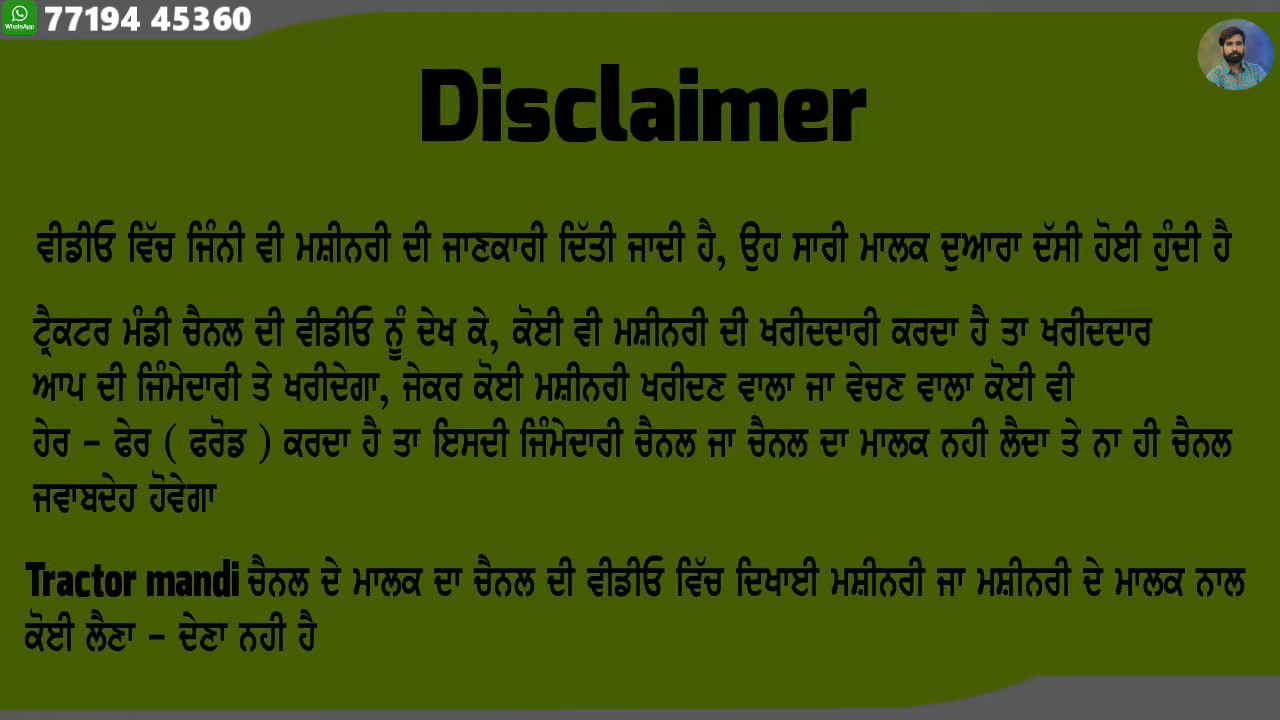 WhatsApp
77194 45360
Disclaimer
ਵੀਡੀਓ ਵਿੱਚ ਜਿੰਨੀ ਵੀ ਮਸ਼ੀਨਰੀ ਦੀ ਜਾਣਕਾਰੀ ਦਿੱਤੀ ਜਾਦੀ ਹੈ, ਉਹ ਸਾਰੀ ਮਾਲਕ ਦੁਆਰਾ ਦੱਸੀ ਹੋਈ ਹੁੰਦੀ ਹੈ
ਟ੍ਰੈਕਟਰ ਮੰਡੀ ਚੈਨਲ ਦੀ ਵੀਡੀਓ ਨੂੰ ਦੇਖ ਕੇ, ਕੋਈ ਵੀ ਮਸ਼ੀਨਰੀ ਦੀ ਖਰੀਦਦਾਰੀ ਕਰਦਾ ਹੈ ਤਾ ਖਰੀਦਦਾਰ
ਆਪ ਦੀ ਜਿੰਮੇਦਾਰੀ ਤੇ ਖਰੀਦੇਗਾ, ਜੇਕਰ ਕੋਈ ਮਸ਼ੀਨਰੀ ਖਰੀਦਣ ਵਾਲਾ ਜਾ ਵੇਚਣ ਵਾਲਾ ਕੋਈ ਵੀ
ਹੇਰ - ਫੇਰ ( ਫਰੋਡ ) ਕਰਦਾ ਹੈ ਤਾ ਇਸਦੀ ਜਿੰਮੇਦਾਰੀ ਚੈਨਲ ਜਾ ਚੈਨਲ ਦਾ ਮਾਲਕ ਨਹੀ ਲੈਦਾ ਤੇ ਨਾ ਹੀ ਚੈਨਲ
ਜਵਾਬਦੇਹ ਹੋਵੇਗਾ
Tractor mandi ਚੈਨਲ ਦੇ ਮਾਲਕ ਦਾ ਚੈਨਲ ਦੀ ਵੀਡੀਓ ਵਿੱਚ ਦਿਖਾਈ ਮਸ਼ੀਨਰੀ ਜਾ ਮਸ਼ੀਨਰੀ ਦੇ ਮਾਲਕ ਨਾਲ
ਕੋਈ ਲੈਣਾ - ਦੇਣਾ ਨਹੀ ਹੈ